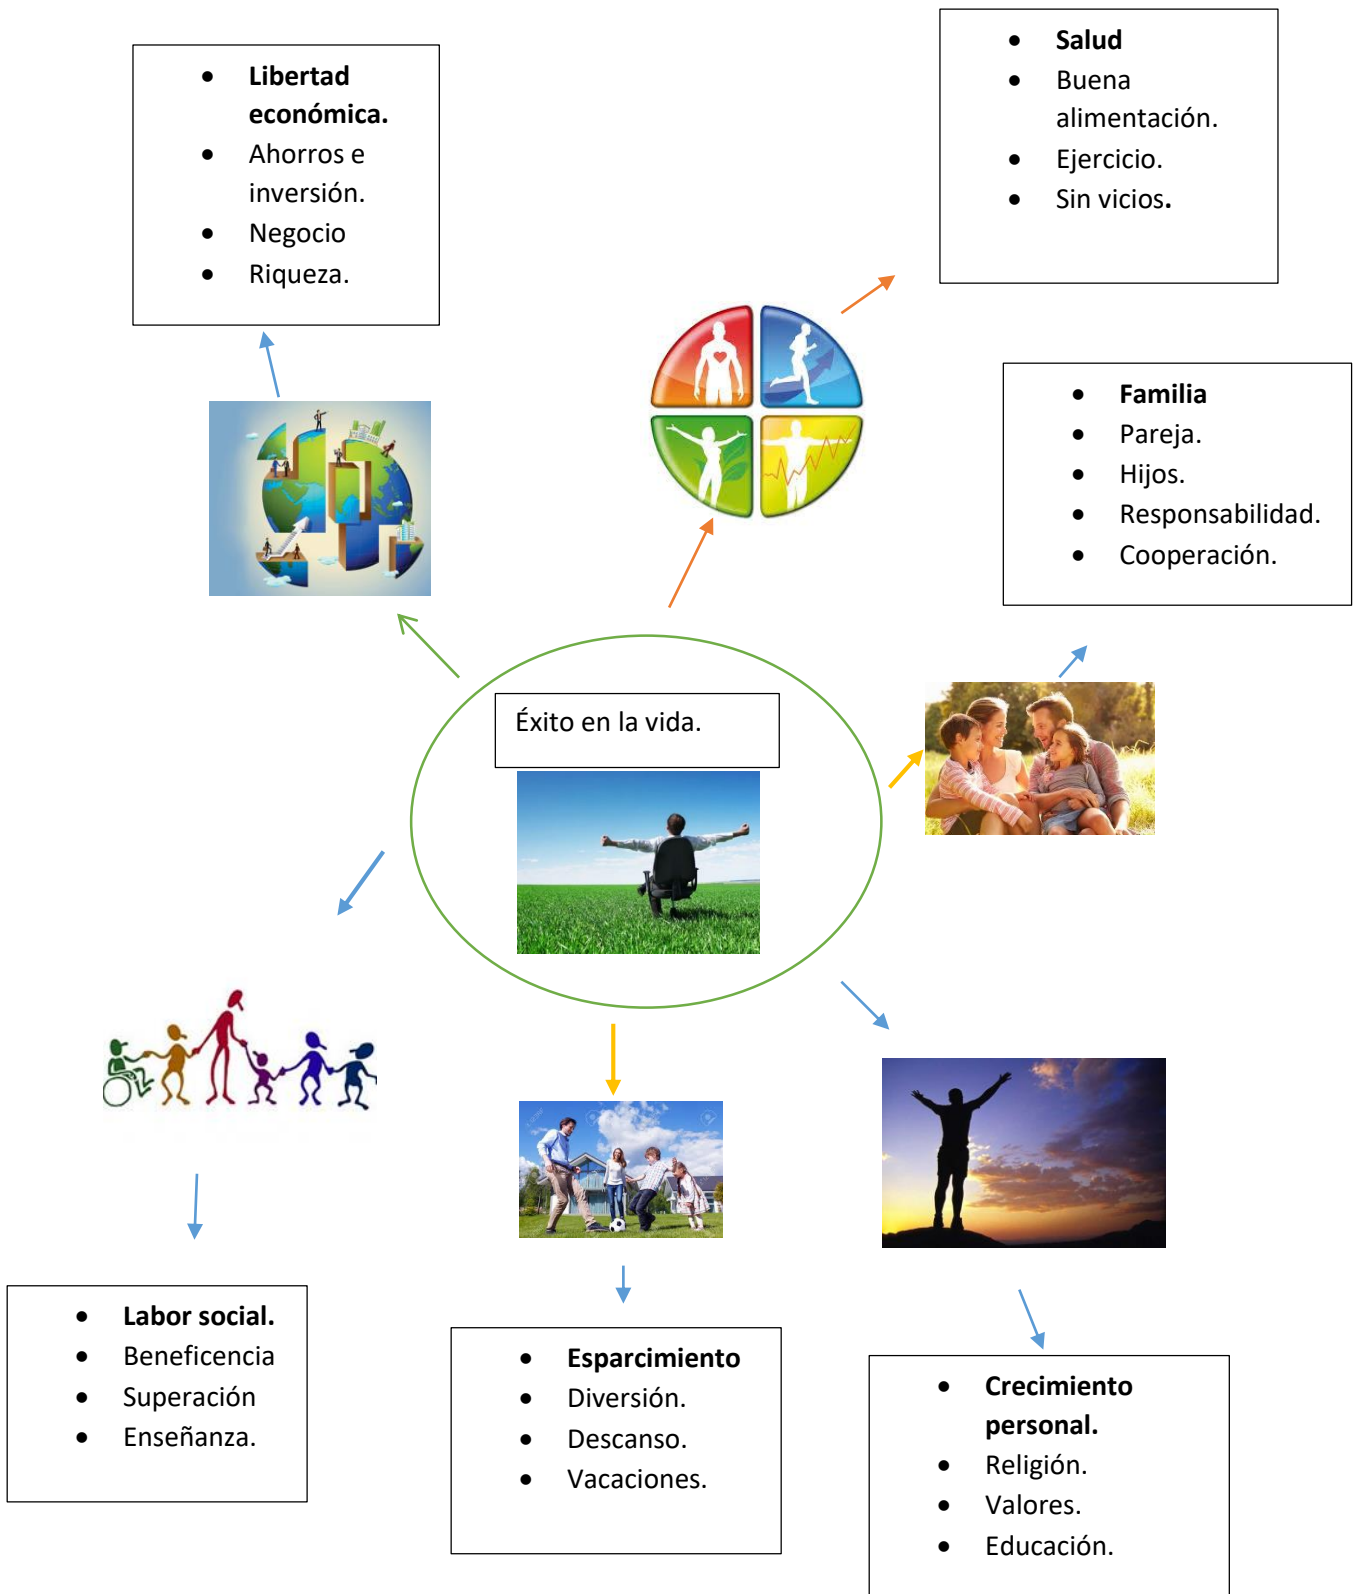 • Libertad
económica.
• Ahorros e
inversión.
• Negocio
• Riqueza.
• Salud
• Buena
alimentación.
• Ejercicio.
• Sin vicios.
• Familia
• Pareja.
• Hijos.
• Responsabilidad.
• Cooperación.
Éxito en la vida.
• Labor social.
• Beneficencia
• Superación
• Enseñanza.
• Esparcimiento
• Diversión.
• Descanso.
• Vacaciones.
• Crecimiento
personal.
• Religión.
• Valores.
• Educación.